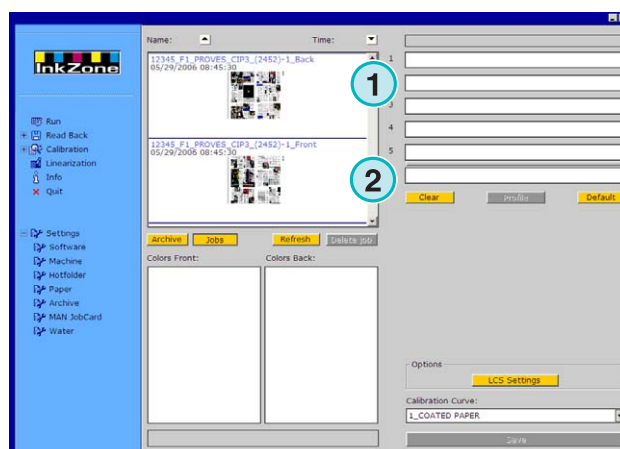 InkZone
Run
Read Back
Calibration
Linearization
Info
Quit
Settings
Software
Machine
Hotfolder
Paper
Archive
MAN JobCard
Water
Name: Time:
12345_F1_PROVES_CIP3_(2452)-1_Back
05/29/2006 08:45:30
12345_F1_PROVES_CIP3_(2452)-1_Front
05/29/2006 08:45:30
Archive Jobs Refresh Delete job
Colors Front: Colors Back:
1
1
3
4
5
2
Clear Profile Default
Options
LCS Settings
Calibration Curve:
1_COATED PAPER
Save